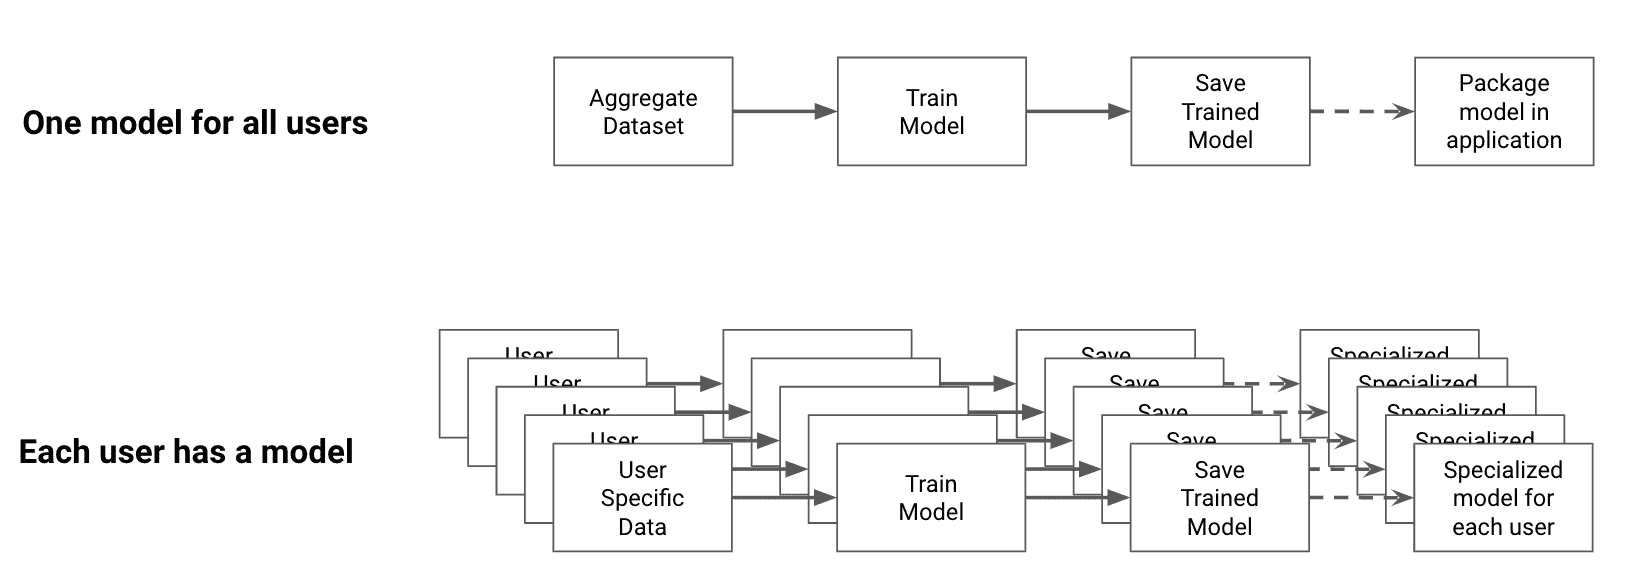 One model for all users
Aggregate
Dataset
Train
Model
Save
Trained
Model
Package
model in
application
Each user has a model
User
User
User
User
User
Specific
Data
Train
Model
Save
Save
Save
Save
Save
Trained
Model
Specialized
Specialized
Specialized
Specialized
Specialized
model for
each user